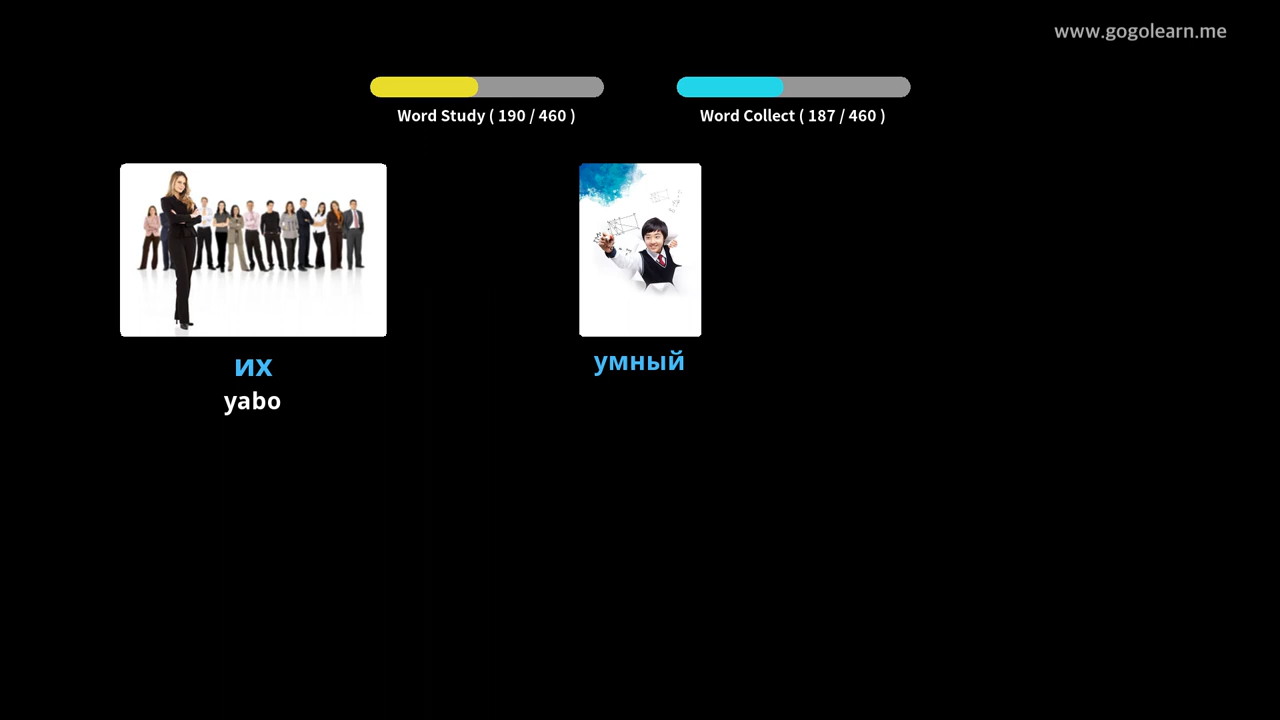 www.gogolearn.me
Word Study ( 190 / 460 )
Word Collect ( 187 / 460 )
их
yabo
умный